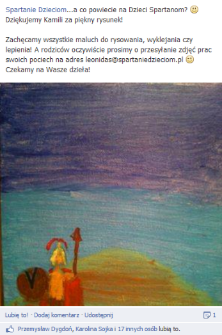 Spartanie Dzieciom...a co powiecie na Dzieci Spartanom?
Dziękujemy Kamili za piękny rysunek!
Zachęcamy wszystkie maluch do rysowania, wyklejania czy
lepienia! A rodziców oczywiście prosimy o przesyłanie zdjęć prac
swoich pociech na adres leonidas@spartaniedzieciom.pl
Czekamy na Wasze dzieła!
Lubię to! · Dodaj komentarz · Udostępnij 1
Przemysław Dygdoń, Karolina Sojka i 17 innych osób lubią to.